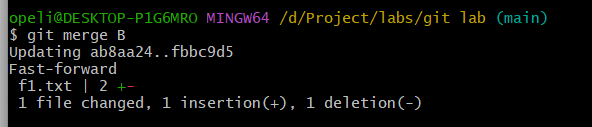 opeli@DESKTOP-P1G6MRO MINGW64 /d/Project/labs/git lab (main)
$ git merge B
Updating ab8aa24..fbbc9d5
Fast-forward
 f1.txt | 2 +-
 1 file changed, 1 insertion(+), 1 deletion(-)